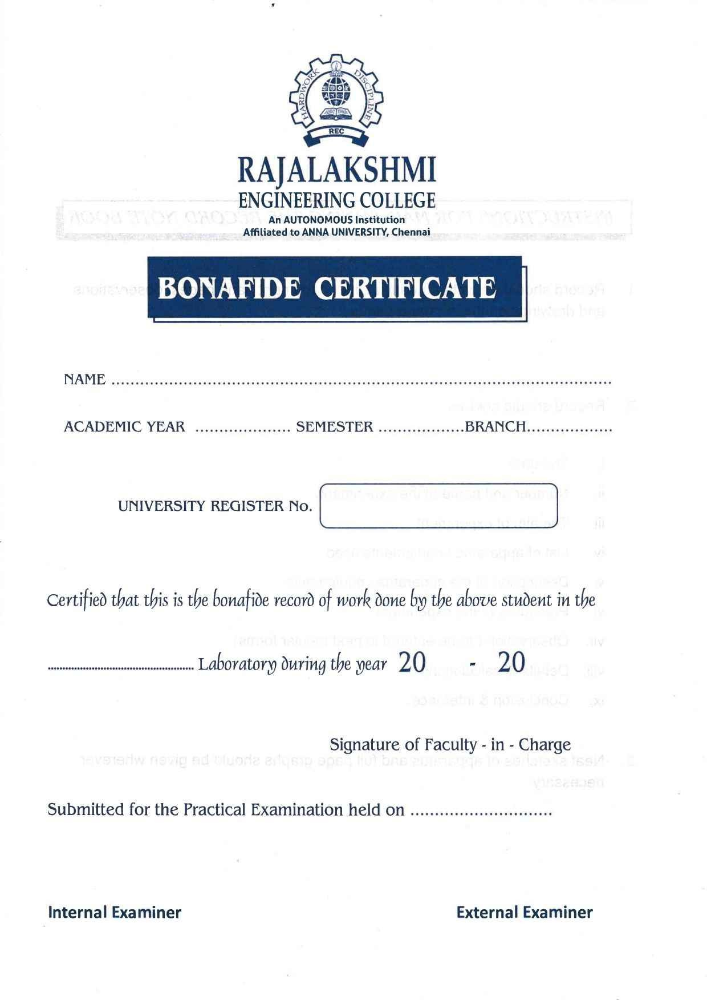 HARDWORK DISCIPLINE
REC
RAJALAKSHMI
ENGINEERING COLLEGE
An AUTONOMOUS Institution
Affiliated to ANNA UNIVERSITY, Chennai
BONAFIDE CERTIFICATE
NAME ........................................................................................................
ACADEMIC YEAR .................... SEMESTER ..................BRANCH..................
UNIVERSITY REGISTER No.
Certified that this is the bonafide record of work done by the above student in the
.................................................. Laboratory during the year 20 - 20
Signature of Faculty - in - Charge
Submitted for the Practical Examination held on .............................
Internal Examiner External Examiner